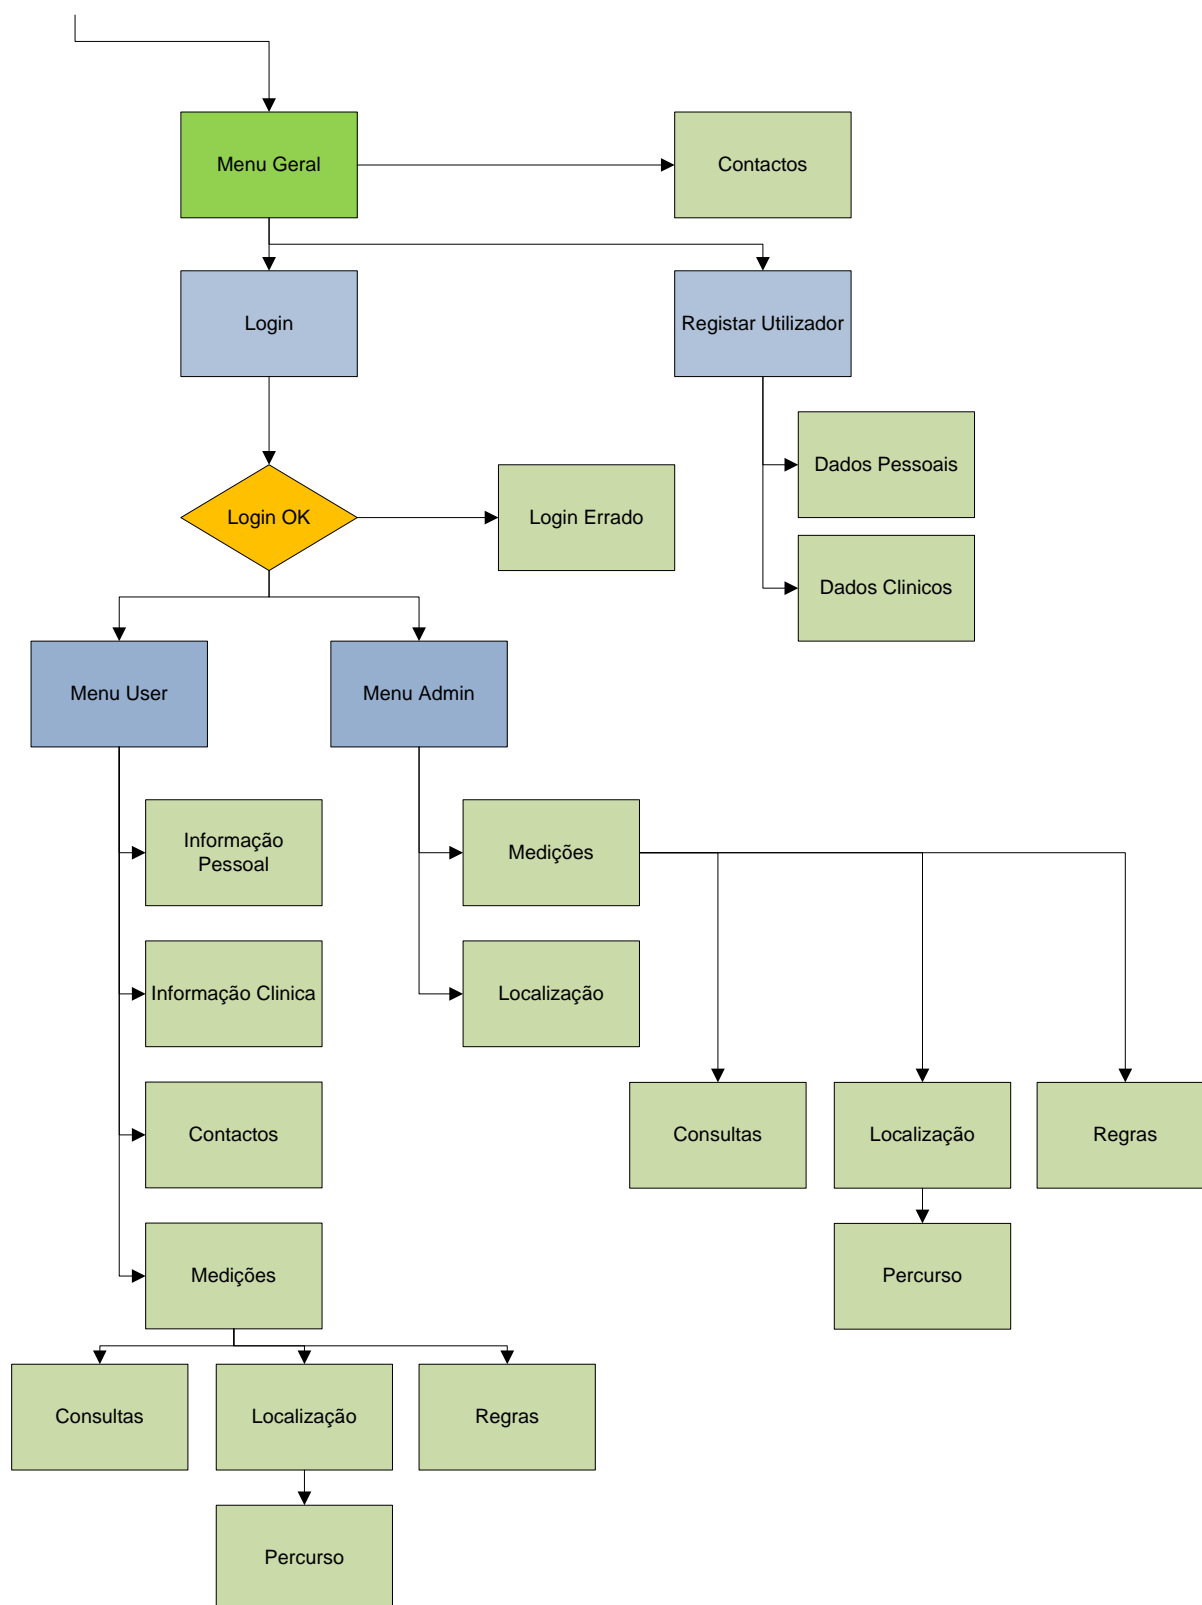 Menu Geral
Contactos
Login
Registar Utilizador
Dados Pessoais
Login OK
Login Errado
Dados Clinicos
Menu User
Menu Admin
Informação
Pessoal
Medições
Informação Clinica
Localização
Contactos
Consultas
Localização
Regras
Medições
Percurso
Consultas
Localização
Regras
Percurso